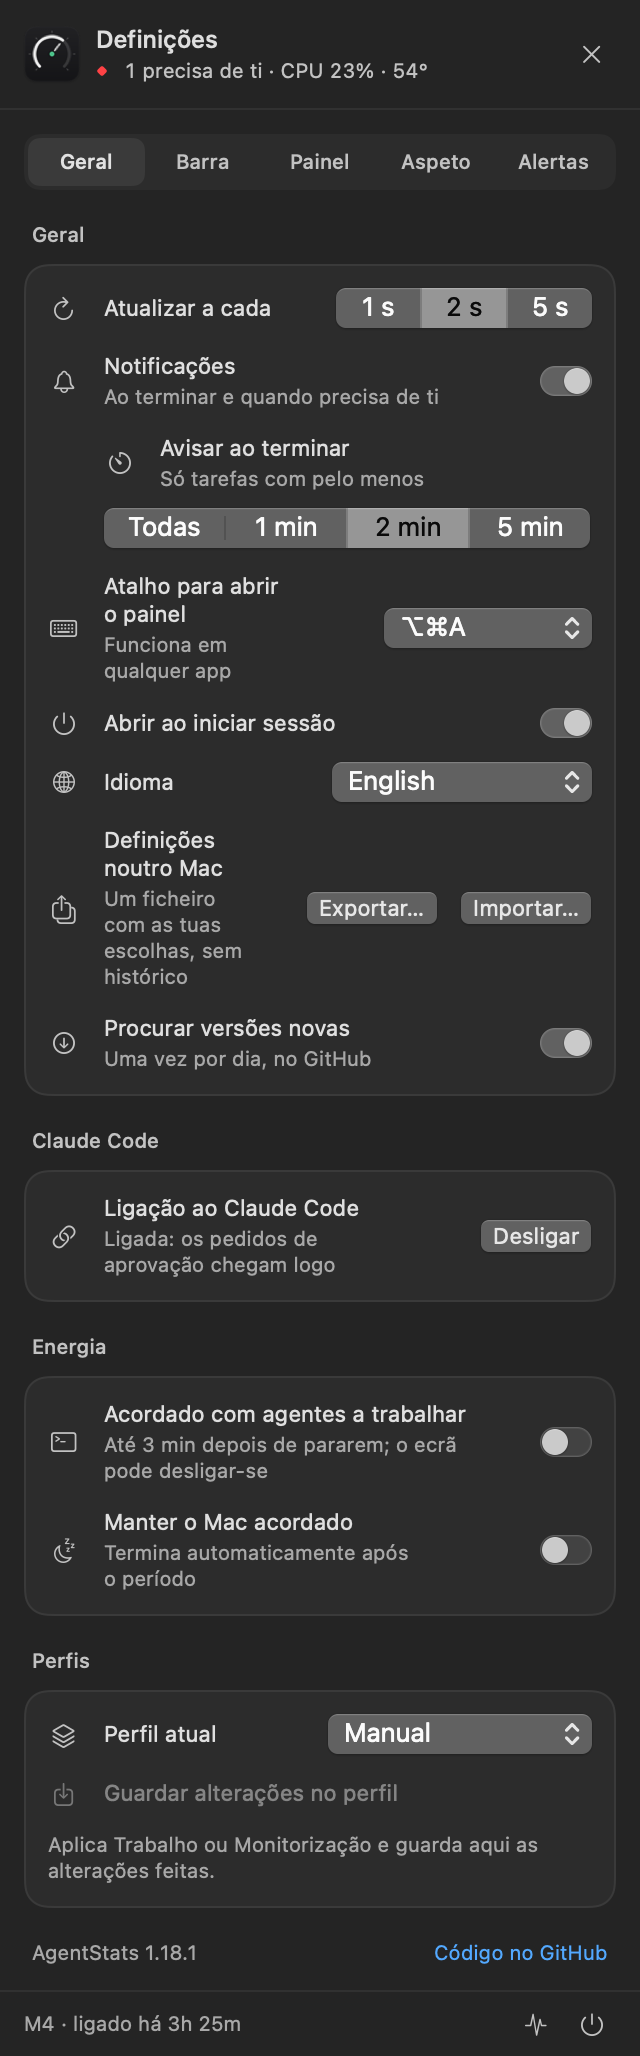 Definições
1 precisa de ti · CPU 23% · 54°
Geral Barra Painel Aspeto Alertas
Geral
Atualizar a cada 1 s 2 s 5 s
Notificações
Ao terminar e quando precisa de ti
Avisar ao terminar
Só tarefas com pelo menos
Todas 1 min 2 min 5 min
Atalho para abrir
o painel
Funciona em
qualquer app
⌥⌘A
Abrir ao iniciar sessão
Idioma English
Definições
noutro Mac
Um ficheiro
com as tuas
escolhas, sem
histórico
Exportar... Importar...
Procurar versões novas
Uma vez por dia, no GitHub
Claude Code
Ligação ao Claude Code
Ligada: os pedidos de
aprovação chegam logo
Desligar
Energia
Acordado com agentes a trabalhar
Até 3 min depois de pararem; o ecrã
pode desligar-se
Manter o Mac acordado
Termina automaticamente após
o período
Perfis
Perfil atual Manual
Guardar alterações no perfil
Aplica Trabalho ou Monitorização e guarda aqui as
alterações feitas.
AgentStats 1.18.1 Código no GitHub
M4 · ligado há 3h 25m